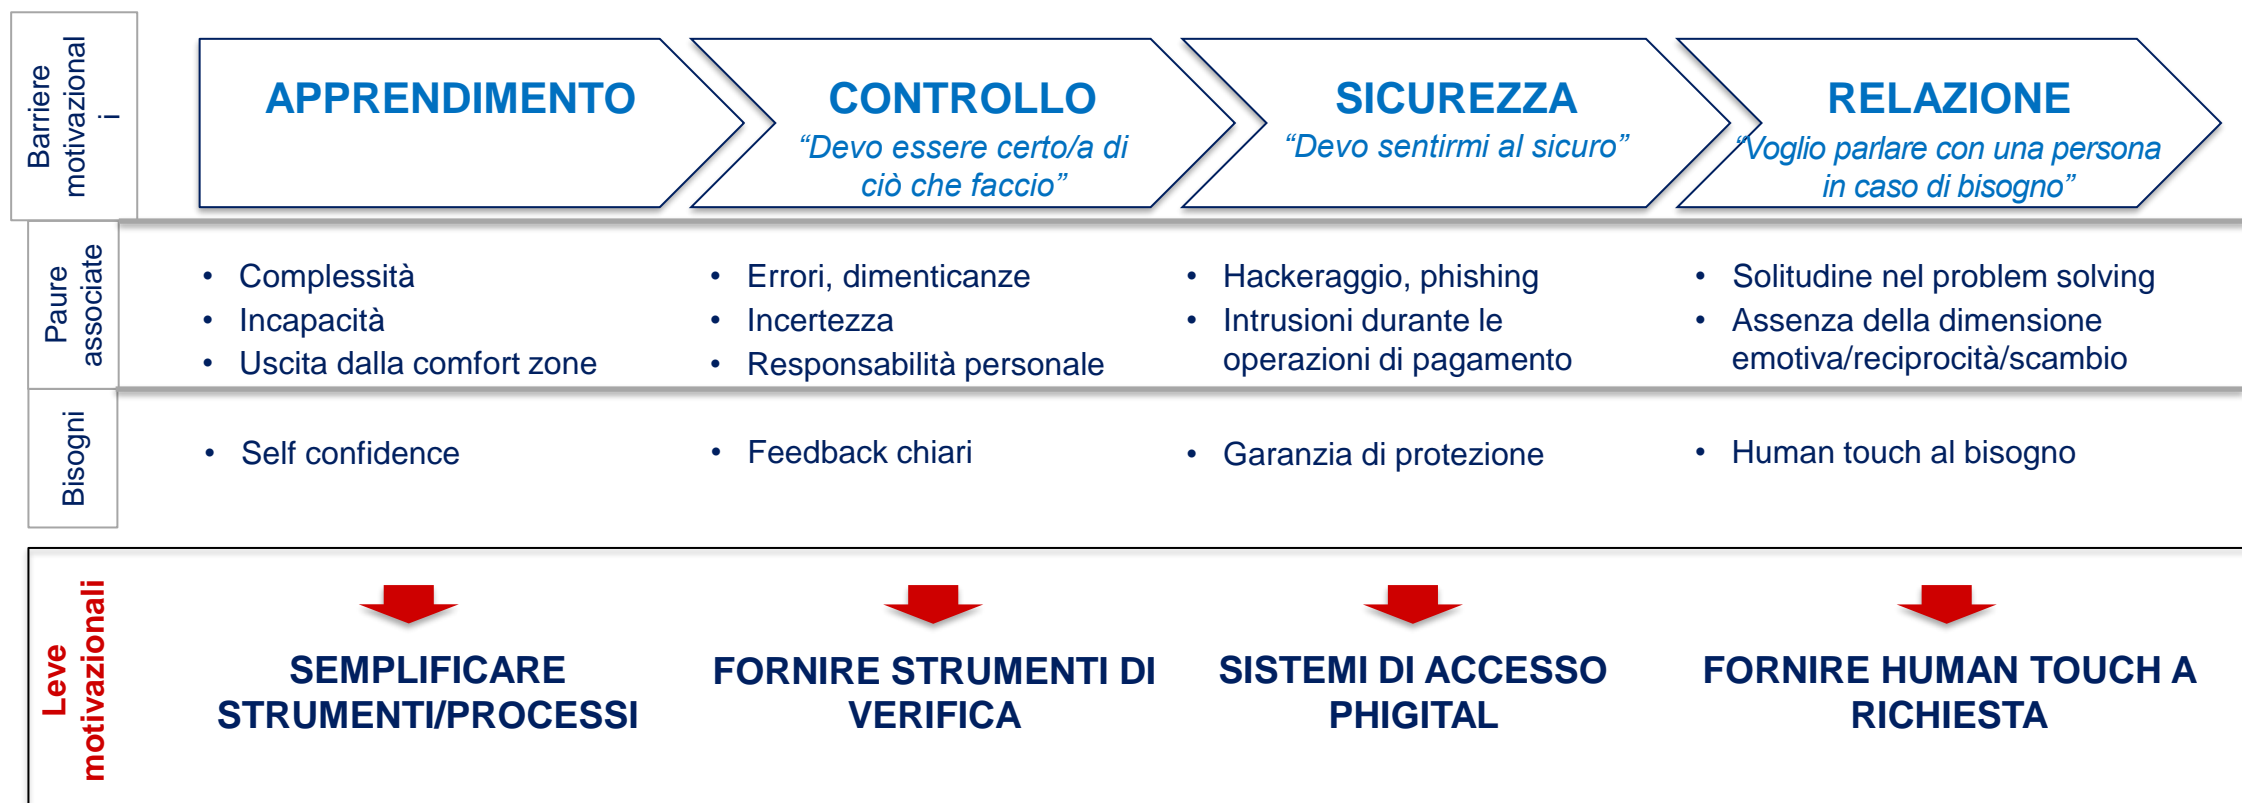 Barriere
motivazional
i
APPRENDIMENTO
CONTROLLO
“Devo essere certo/a di
ciò che faccio”
SICUREZZA
“Devo sentirmi al sicuro”
RELAZIONE
“Voglio parlare con una persona
in caso di bisogno”
Paure
associate
• Complessità
• Incapacità
• Uscita dalla comfort zone
• Errori, dimenticanze
• Incertezza
• Responsabilità personale
• Hackeraggio, phishing
• Intrusioni durante le
operazioni di pagamento
• Solitudine nel problem solving
• Assenza della dimensione
emotiva/reciprocità/scambio
Bisogni
• Self confidence
• Feedback chiari
• Garanzia di protezione
• Human touch al bisogno
Leve
motivazionali
SEMPLIFICARE
STRUMENTI/PROCESSI
FORNIRE STRUMENTI DI
VERIFICA
SISTEMI DI ACCESSO
PHIGITAL
FORNIRE HUMAN TOUCH A
RICHIESTA